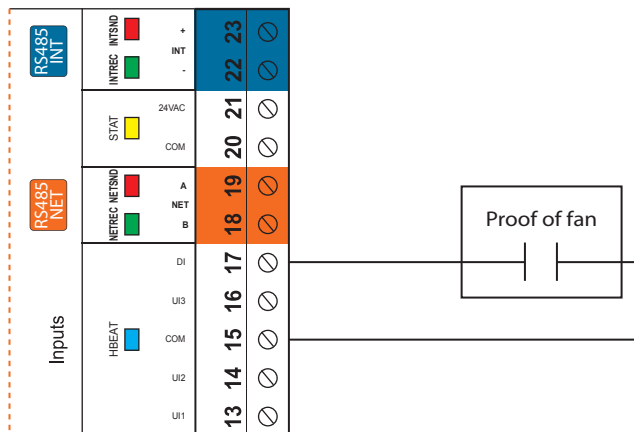 RS485
INT
INTREC INTSND
+
INT
-
23
22
STAT
24VAC
COM
21
20
RS485
NET
NETREC NETSND
A
NET
B
19
18
Proof of fan
Inputs
HBEAT
DI
17
UI3
16
COM
15
UI2
14
UI1
13